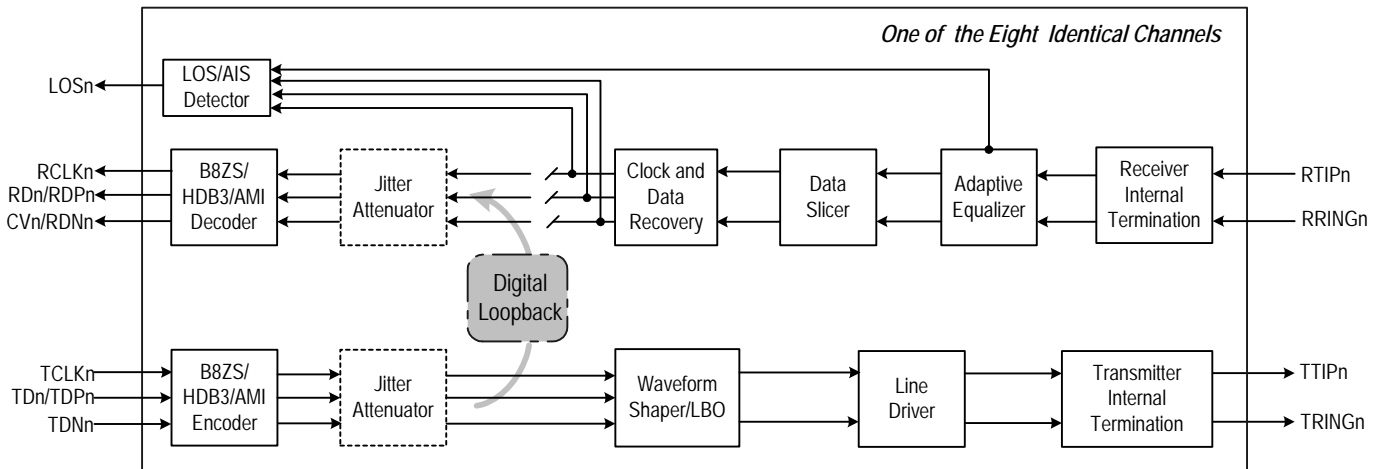 One of the Eight Identical Channels
LOSn
LOS/AIS
Detector
RCLKn
RDn/RDPn
CVn/RDNn
B8ZS/
HDB3/AMI
Decoder
Jitter
Attenuator
Clock and
Data
Recovery
Data
Slicer
Adaptive
Equalizer
Receiver
Internal
Termination
RTIPn
RRINGn
Digital
Loopback
TCLKn
TDn/TDPn
TDNn
B8ZS/
HDB3/AMI
Encoder
Jitter
Attenuator
Waveform
Shaper/LBO
Line
Driver
Transmitter
Internal
Termination
TTIPn
TRINGn